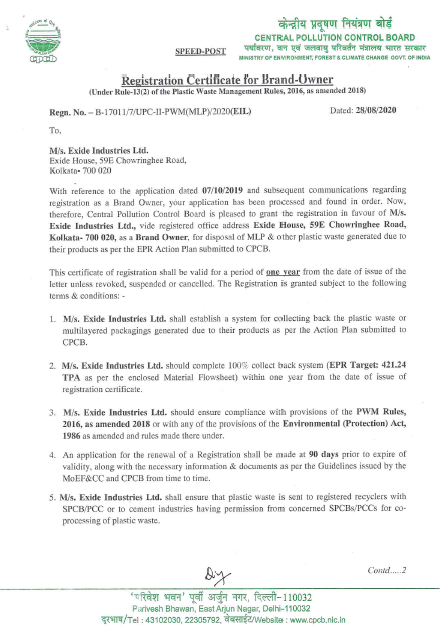 केन्द्रीय प्रदूषण नियंत्रण बोर्ड
CENTRAL POLLUTION CONTROL BOARD
पर्यावरण, वन एवं जलवायु परिवर्तन मंत्रालय भारत सरकार
MINISTRY OF ENVIRONMENT, FOREST & CLIMATE CHANGE GOVT. OF INDIA
SPEED-POST
Registration Certificate for Brand-Owner
(Under Rule-13(2) of the Plastic Waste Management Rules, 2016, as amended 2018)
Regn. No. – B-17011/7/UPC-II-PWM(MLP)/2020(EIL) Dated: 28/08/2020
To,
M/s. Exide Industries Ltd.
Exide House, 59E Chowringhee Road,
Kolkata- 700 020
With reference to the application dated 07/10/2019 and subsequent communications regarding
registration as a Brand Owner, your application has been processed and found in order. Now,
therefore, Central Pollution Control Board is pleased to grant the registration in favour of M/s.
Exide Industries Ltd., vide registered office address Exide House, 59E Chowringhee Road,
Kolkata- 700 020, as a Brand Owner, for disposal of MLP & other plastic waste generated due to
their products as per the EPR Action Plan submitted to CPCB.
This certificate of registration shall be valid for a period of one year from the date of issue of the
letter unless revoked, suspended or cancelled. The Registration is granted subject to the following
terms & conditions: -
1. M/s. Exide Industries Ltd. shall establish a system for collecting back the plastic waste or
multilayered packagings generated due to their products as per the Action Plan submitted to
CPCB.
2. M/s. Exide Industries Ltd. should complete 100% collect back system (EPR Target: 421.24
TPA as per the enclosed Material Flowsheet) within one year from the date of issue of
registration certificate.
3. M/s. Exide Industries Ltd. should ensure compliance with provisions of the PWM Rules,
2016, as amended 2018 or with any of the provisions of the Environmental (Protection) Act,
1986 as amended and rules made there under.
4. An application for the renewal of a Registration shall be made at 90 days prior to expire of
validity, along with the necessary information & documents as per the Guidelines issued by the
MoEF&CC and CPCB from time to time.
5. M/s. Exide Industries Ltd. shall ensure that plastic waste is sent to registered recyclers with
SPCB/PCC or to cement industries having permission from concerned SPCBs/PCCs for co-
processing of plastic waste.
Contd.....2
'परिवेश भवन' पूर्वी अर्जुन नगर, दिल्ली-110032
Parivesh Bhawan, East Arjun Nagar, Delhi-110032
दूरभाष/Tel : 43102030, 22305792, वेबसाईट/Website : www.cpcb.nic.in